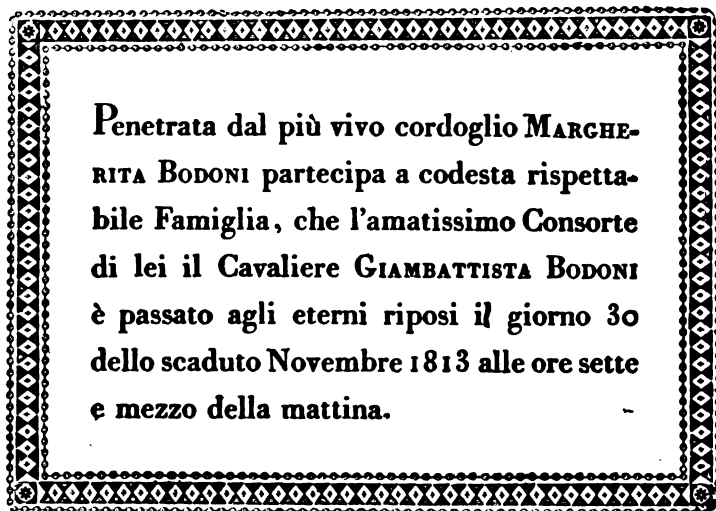 Penetrata dal più vivo cordoglio MARGHE-
RITA BODONI partecipa a codesta rispetta-
bile Famiglia, che l'amatissimo Consorte
di lei il Cavaliere GIAMBATTISTA BODONI
è passato agli eterni riposi il giorno 30
dello scaduto Novembre 1813 alle ore sette
e mezzo della mattina.